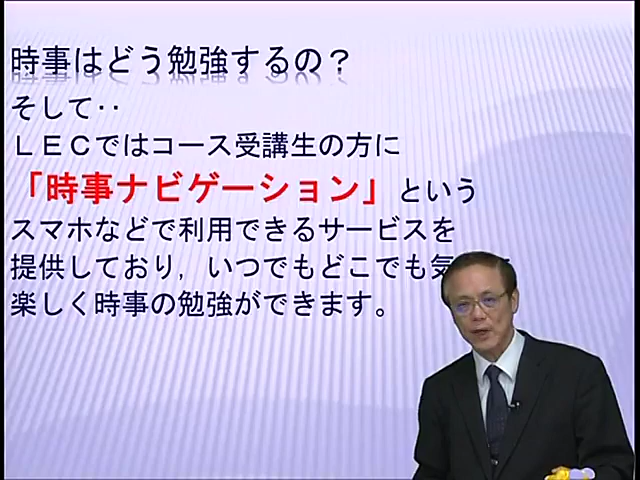 時事はどう勉強するの？
そして‥
ＬＥＣではコース受講生の方に
「時事ナビゲーション」という
スマホなどで利用できるサービスを
提供しており，いつでもどこでも気
楽しく時事の勉強ができます。